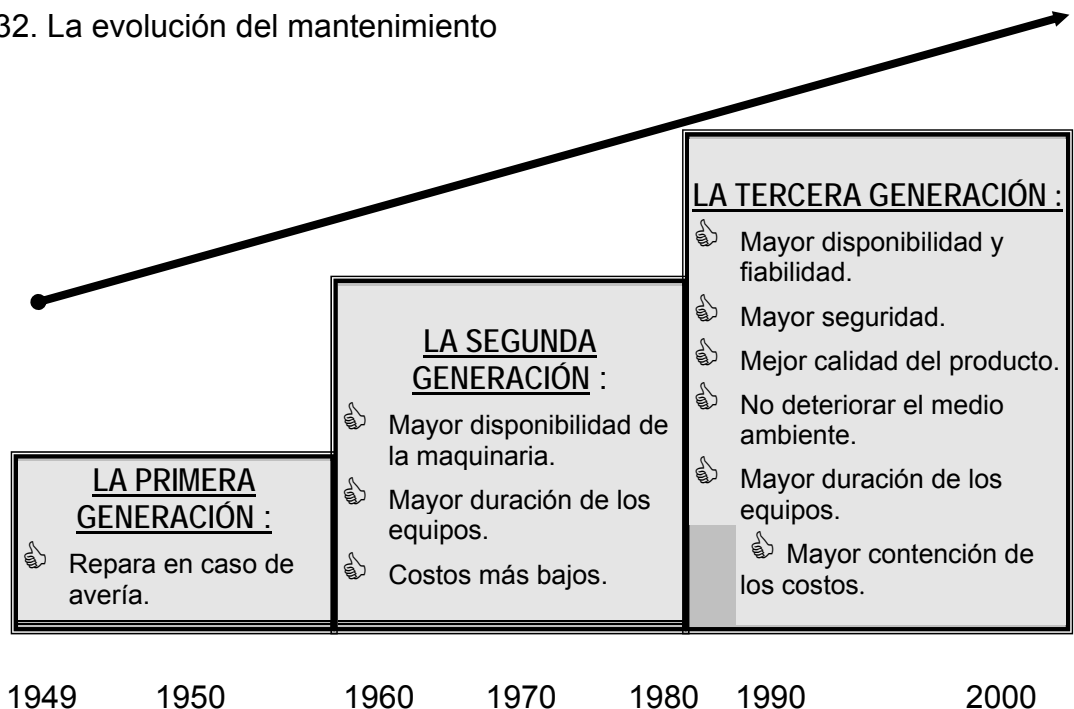 32. La evolución del mantenimiento
LA PRIMERA
GENERACIÓN :
Repara en caso de
avería.
LA SEGUNDA
GENERACIÓN :
Mayor disponibilidad de
la maquinaria.
Mayor duración de los
equipos.
Costos más bajos.
LA TERCERA GENERACIÓN :
Mayor disponibilidad y
fiabilidad.
Mayor seguridad.
Mejor calidad del producto.
No deteriorar el medio
ambiente.
Mayor duración de los
equipos.
Mayor contención de
los costos.
1949 1950 1960 1970 1980 1990 2000